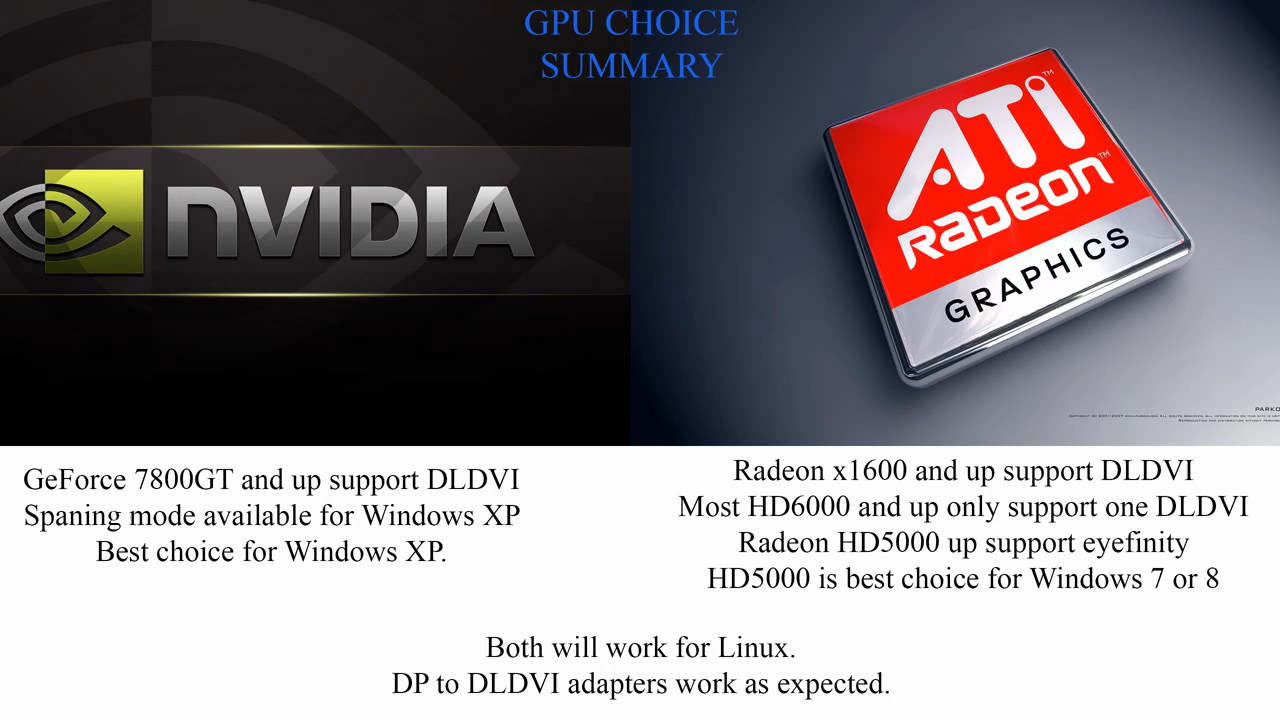 GPU CHOICE
SUMMARY
NVIDIA
ATI
RADEON
GRAPHICS
GeForce 7800GT and up support DLDVI
Spaning mode available for Windows XP
Best choice for Windows XP.
Radeon x1600 and up support DLDVI
Most HD6000 and up only support one DLDVI
Radeon HD5000 up support eyefinity
HD5000 is best choice for Windows 7 or 8
Both will work for Linux.
DP to DLDVI adapters work as expected.